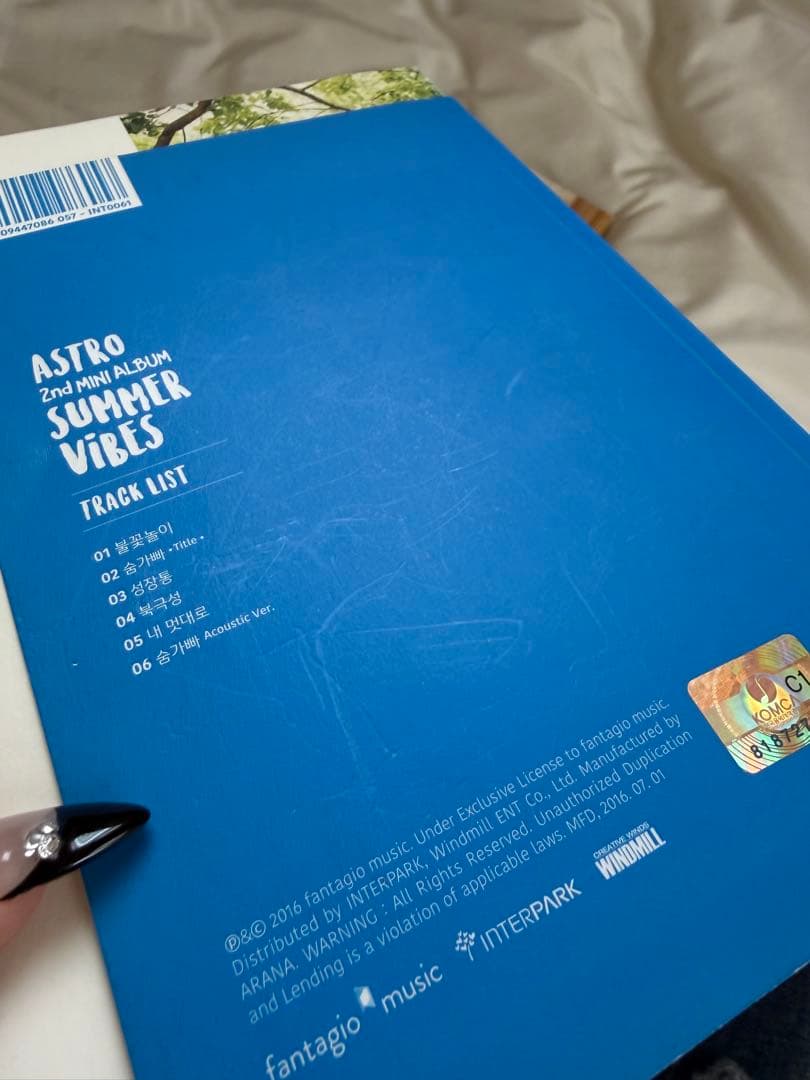 09447086 057 - INT0061
ASTRO
2nd MINI ALBUM
SUMMER
ViBES
TRACK LIST
01 불꽃놀이
02 숨가빠 •Title•
03 성장통
04 북극성
05 내 멋대로
06 숨가빠 Acoustic Ver.
KOMCA
C1
818727
℗&© 2016 fantagio music. Under Exclusive License to fantagio music.
Distributed by INTERPARK, Windmill ENT Co., Ltd. Manufactured by
ARANA. WARNING : All Rights Reserved. Unauthorized Duplication
and Lending is a violation of applicable laws. MFD. 2016. 07. 01
fantagio music
INTERPARK
CREATIVE WINDS
WINDMILL